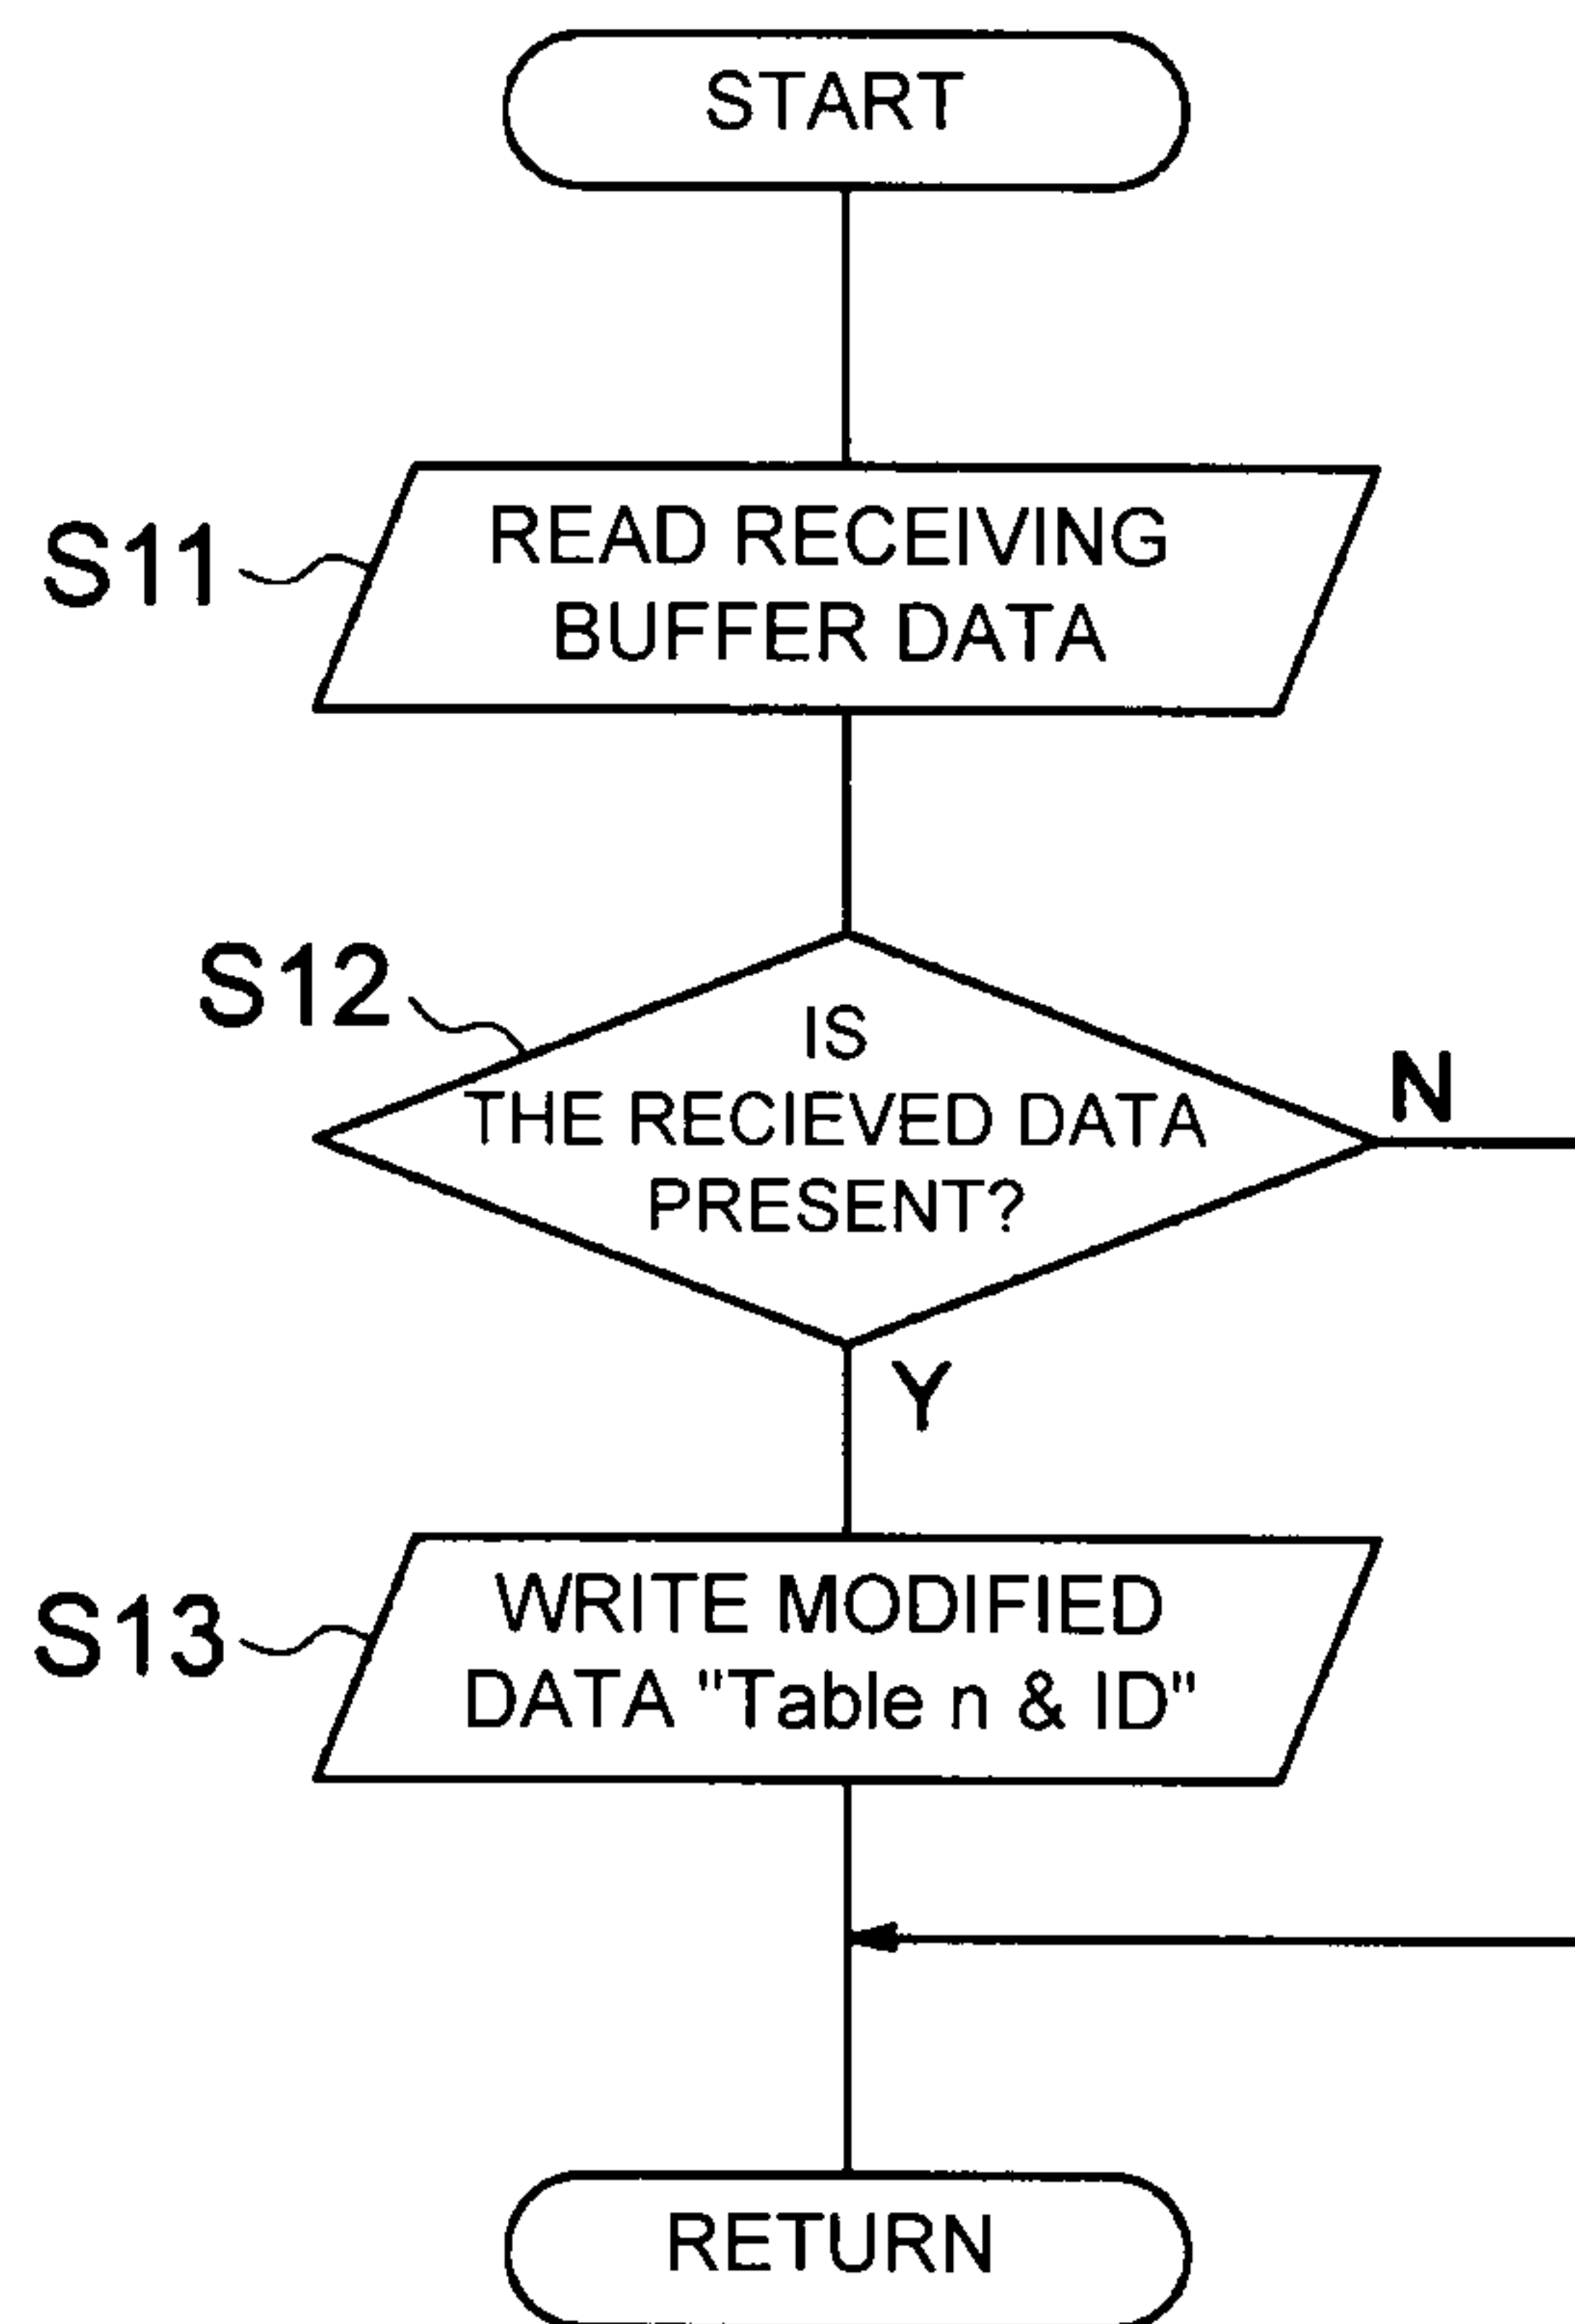 START
S11
READ RECEIVING
BUFFER DATA
S12
IS
THE RECIEVED DATA
PRESENT?
N
Y
S13
WRITE MODIFIED
DATA "Table n & ID"
RETURN